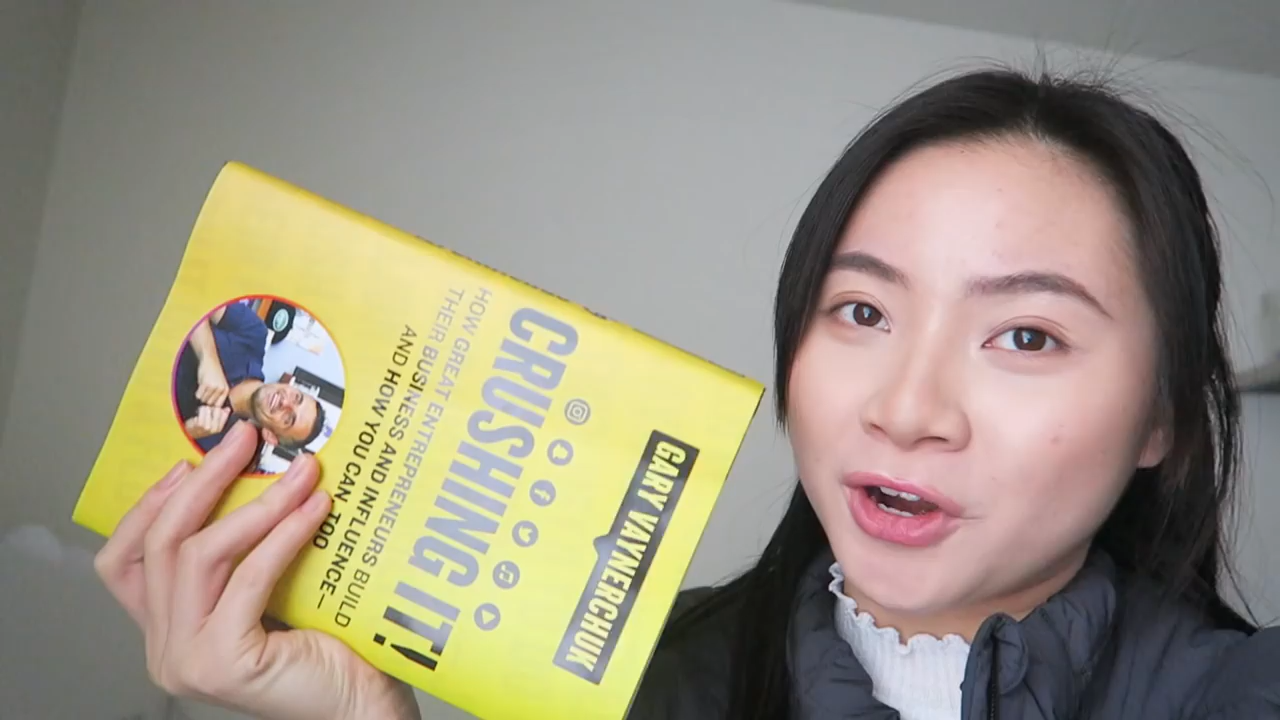 GARY VAYNERCHUK
CRUSHING IT!
HOW GREAT ENTREPRENEURS BUILD
THEIR BUSINESS AND INFLUENCE—
AND HOW YOU CAN, TOO